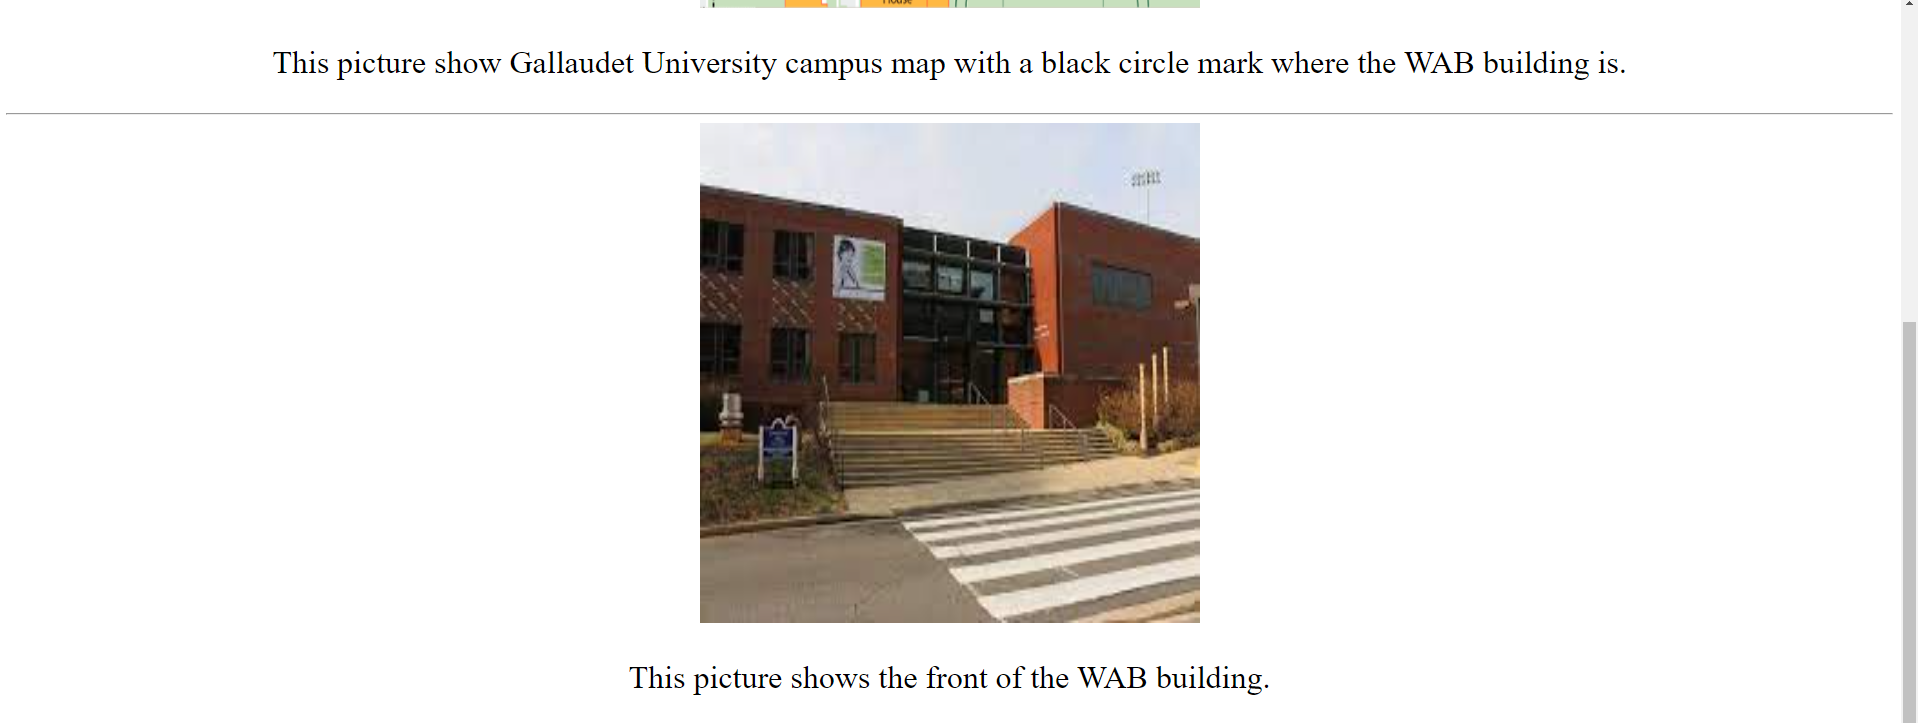 This picture show Gallaudet University campus map with a black circle mark where the WAB building is.
This picture shows the front of the WAB building.